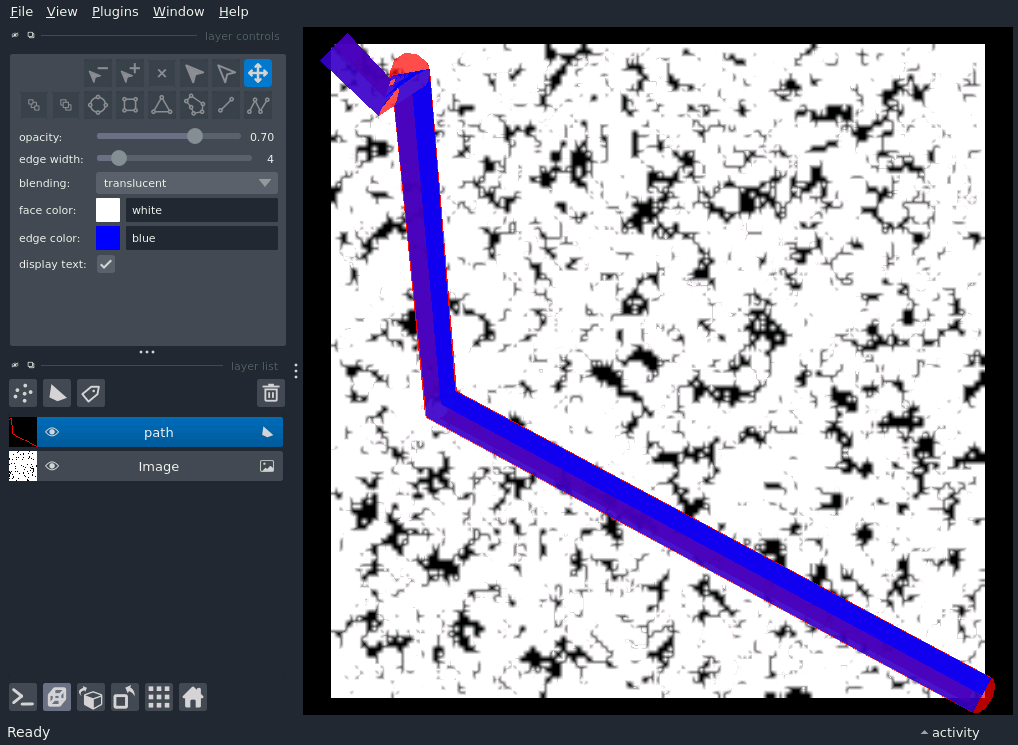 File View Plugins Window Help
layer controls
opacity: 0.70
edge width: 4
blending: translucent
face color: white
edge color: blue
display text:
layer list
path
Image
Ready
activity